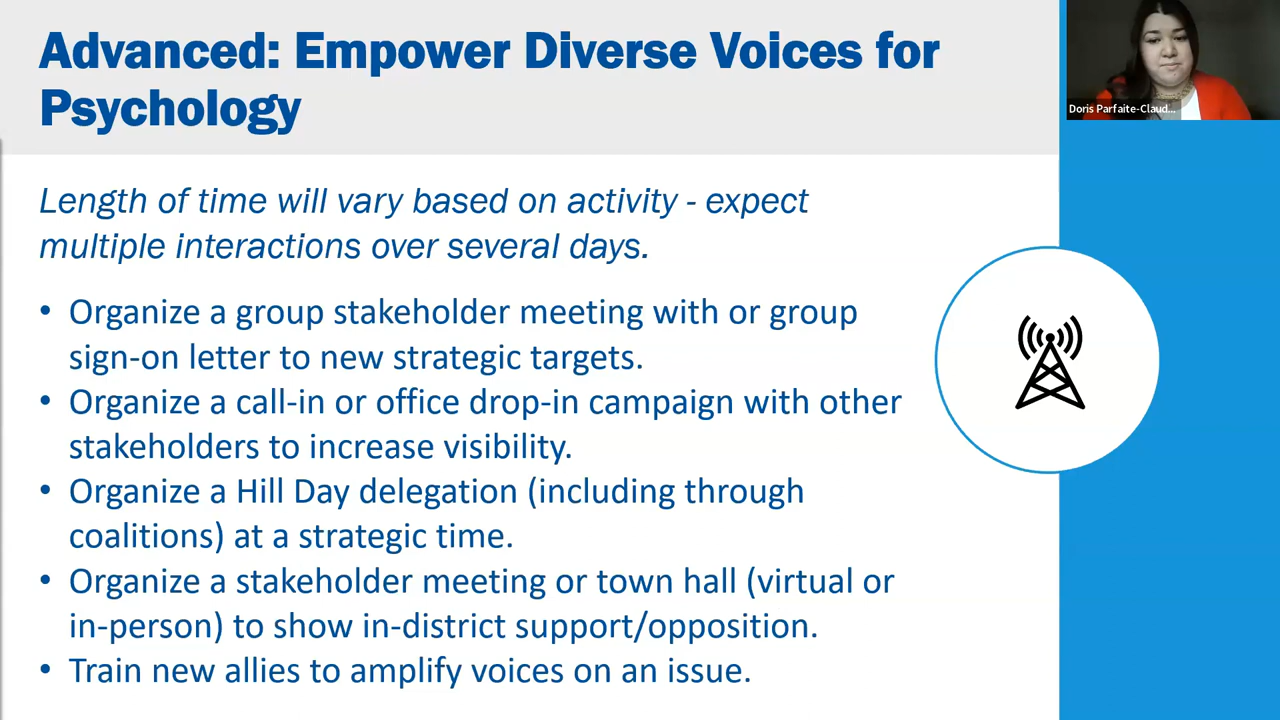 Advanced: Empower Diverse Voices for
Psychology
Doris Parfaite-Claud...
Length of time will vary based on activity - expect
multiple interactions over several days.
• Organize a group stakeholder meeting with or group
sign-on letter to new strategic targets.
• Organize a call-in or office drop-in campaign with other
stakeholders to increase visibility.
• Organize a Hill Day delegation (including through
coalitions) at a strategic time.
• Organize a stakeholder meeting or town hall (virtual or
in-person) to show in-district support/opposition.
• Train new allies to amplify voices on an issue.